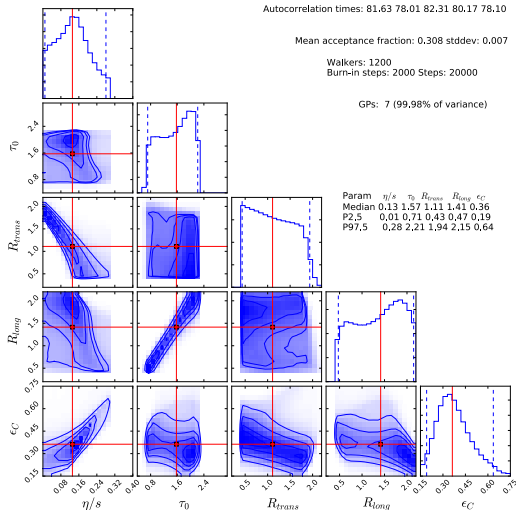 Autocorrelation times: 81.63 78.01 82.31 80.17 78.10
Mean acceptance fraction: 0.308 stddev: 0.007
Walkers: 1200
Burn-in steps: 2000 Steps: 20000
GPs: 7 (99,98% of variance)
Param η/s τ0 Rtrans Rlong ϵC
Median 0.13 1.57 1.11 1.41 0.36
P2,5 0,01 0,71 0,43 0,47 0,19
P97,5 0,28 2,21 1,94 2,15 0,64
τ0
2.4
1.6
0.8
Rtrans
2.0
1.5
1.0
0.5
Rlong
2.0
1.5
1.0
0.5
ϵC
0.75
0.60
0.45
0.30
0.15
0.08 0.16 0.24 0.32 0.40
0.8 1.6 2.4
0.5 1.0 1.5 2.0
0.5 1.0 1.5 2.0
0.15 0.30 0.45 0.60 0.75
η/s τ0 Rtrans Rlong ϵC